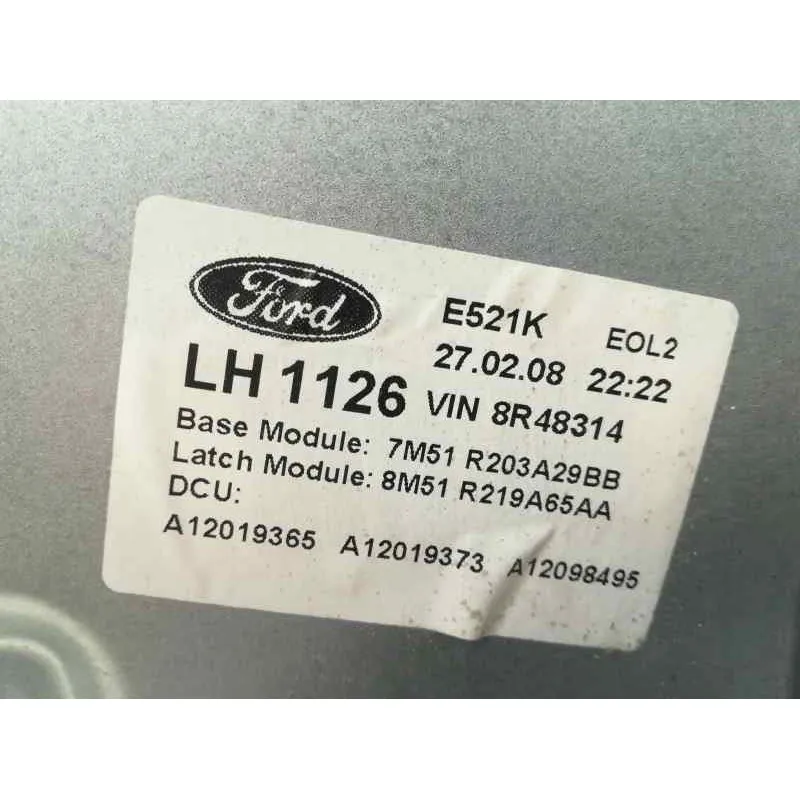 Ford E521K EOL2
27.02.08 22:22
LH 1126 VIN 8R48314
Base Module: 7M51 R203A29BB
Latch Module: 8M51 R219A65AA
DCU:
A12019365 A12019373 A12098495